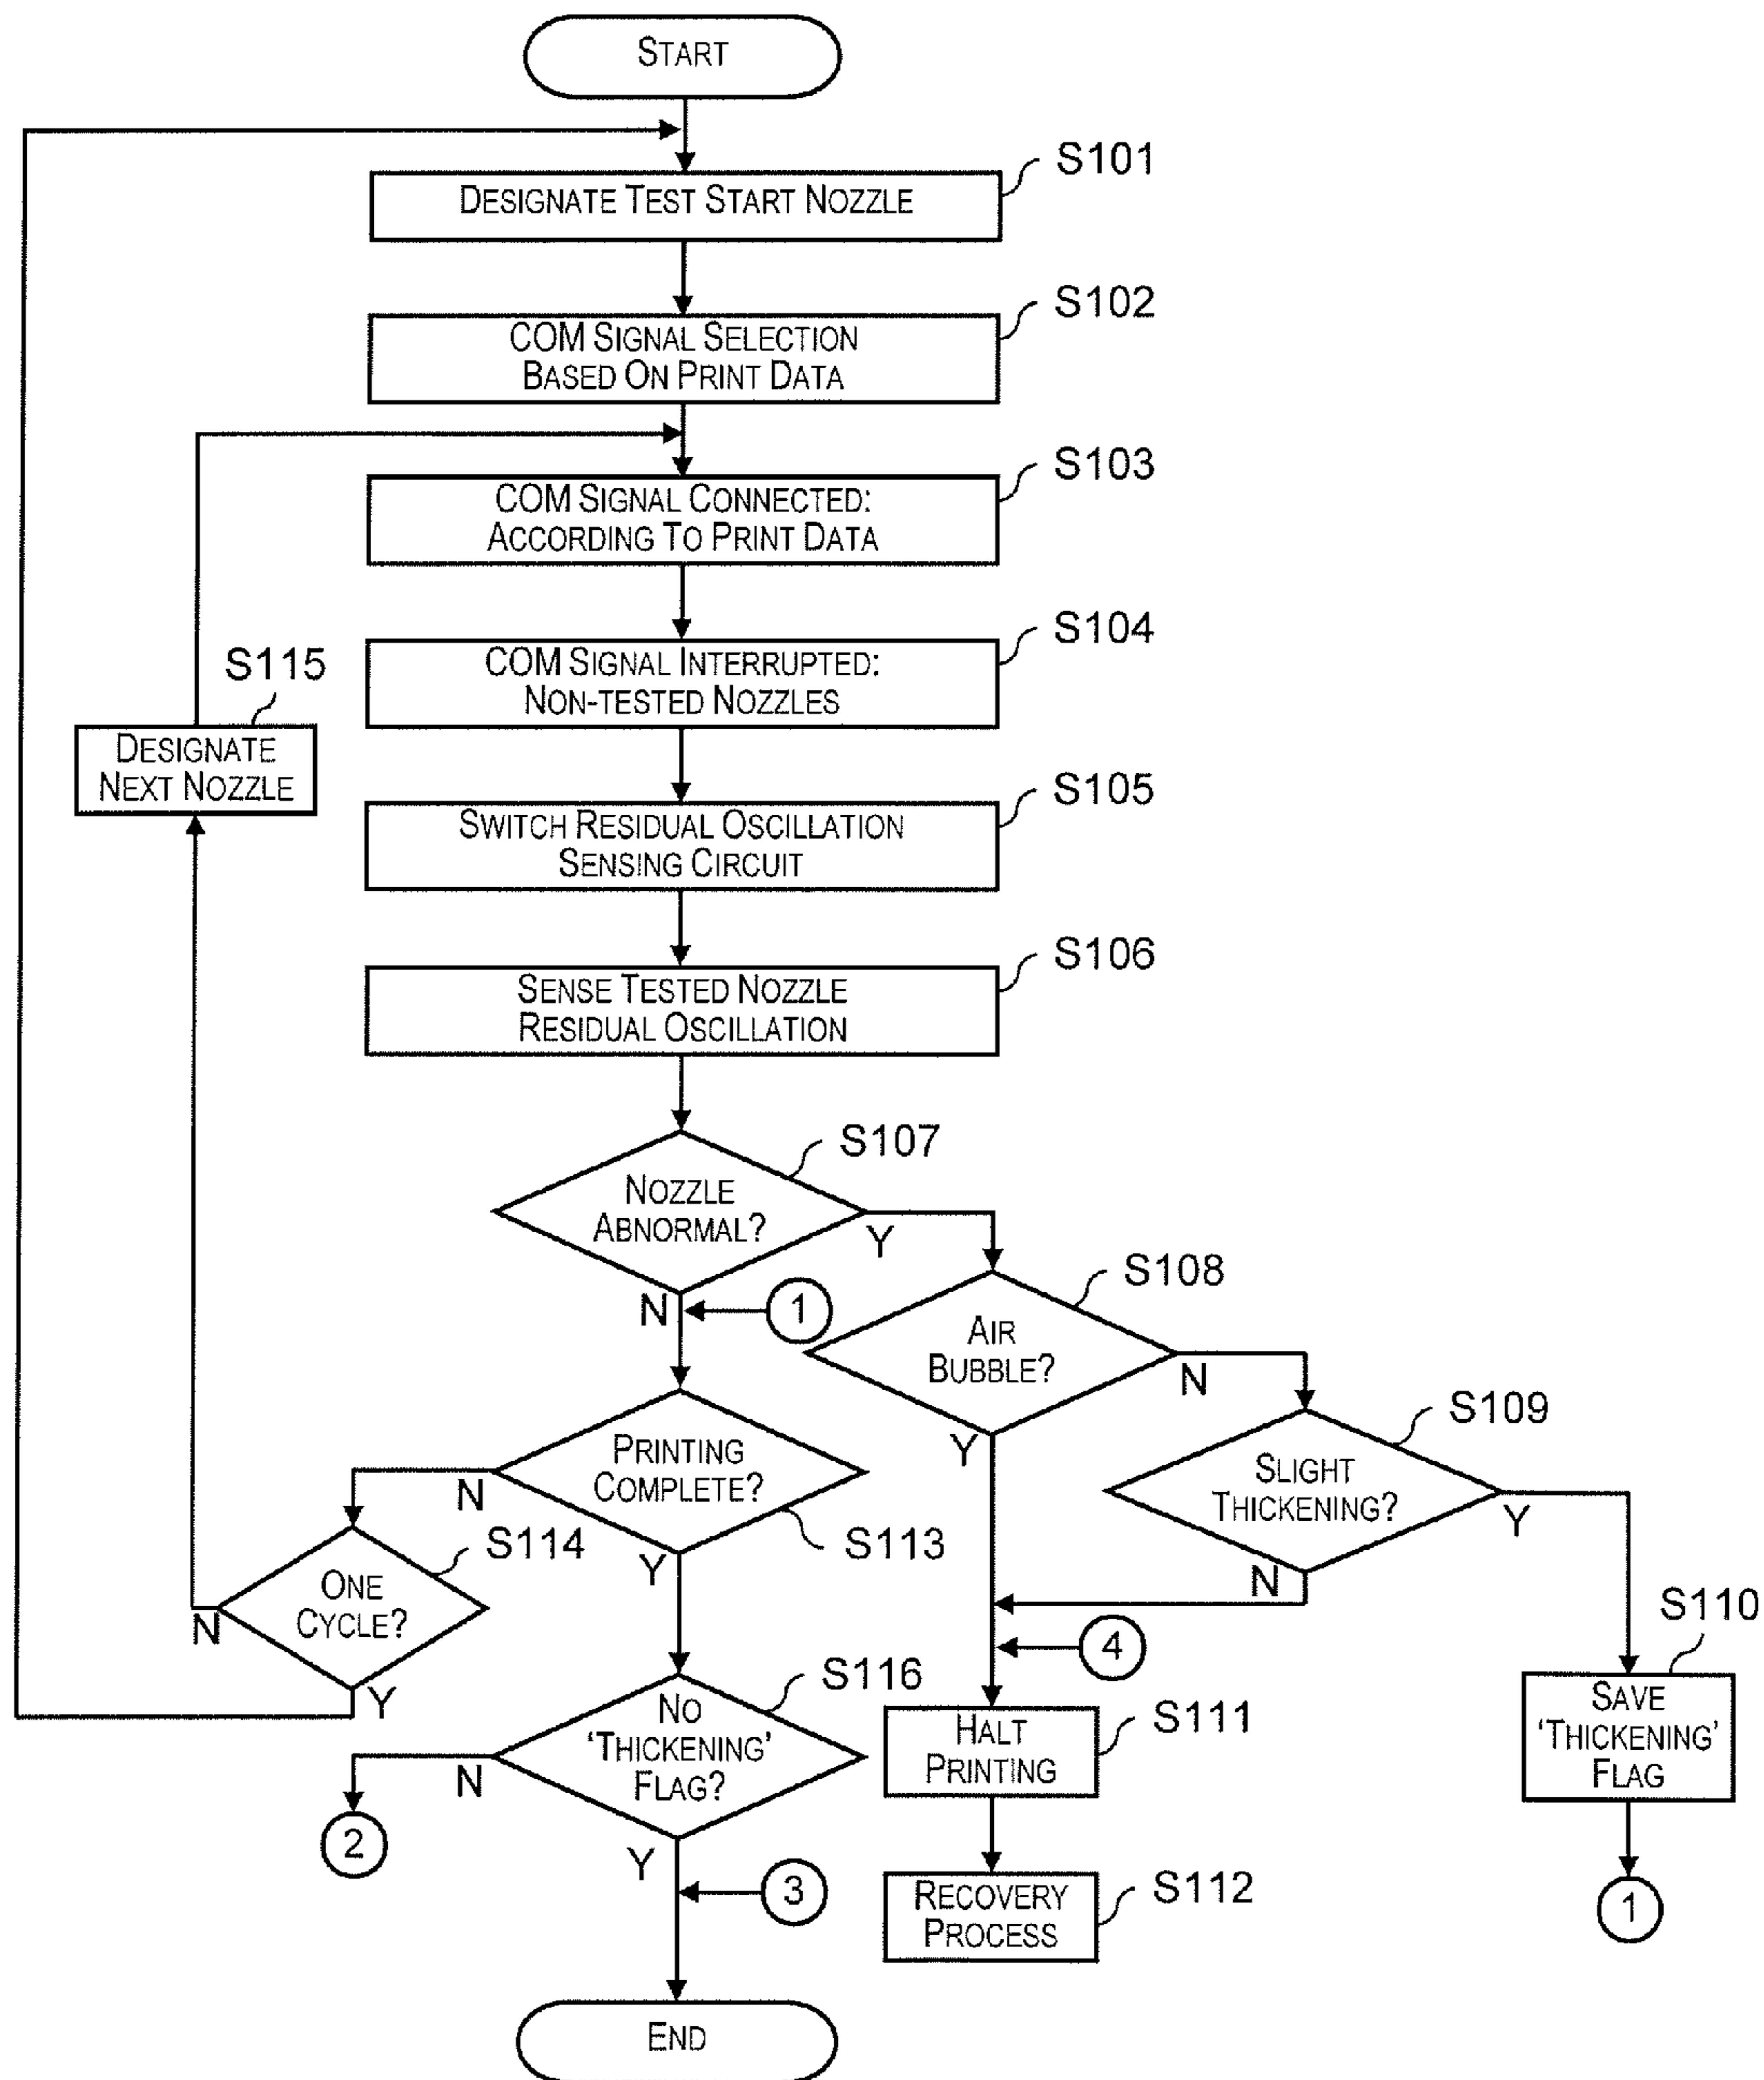 START
S101
DESIGNATE TEST START NOZZLE
S102
COM SIGNAL SELECTION
BASED ON PRINT DATA
S103
COM SIGNAL CONNECTED:
ACCORDING TO PRINT DATA
S104
COM SIGNAL INTERRUPTED:
NON-TESTED NOZZLES
S115
DESIGNATE
NEXT NOZZLE
S105
SWITCH RESIDUAL OSCILLATION
SENSING CIRCUIT
S106
SENSE TESTED NOZZLE
RESIDUAL OSCILLATION
S107
NOZZLE
ABNORMAL?
Y
N
1
S108
AIR
BUBBLE?
N
Y
S109
SLIGHT
THICKENING?
Y
N
PRINTING
COMPLETE?
N
S113
Y
S114
ONE
CYCLE?
N
Y
4
S110
SAVE
'THICKENING'
FLAG
1
S116
NO
'THICKENING'
FLAG?
N
2
Y
3
S111
HALT
PRINTING
S112
RECOVERY
PROCESS
END